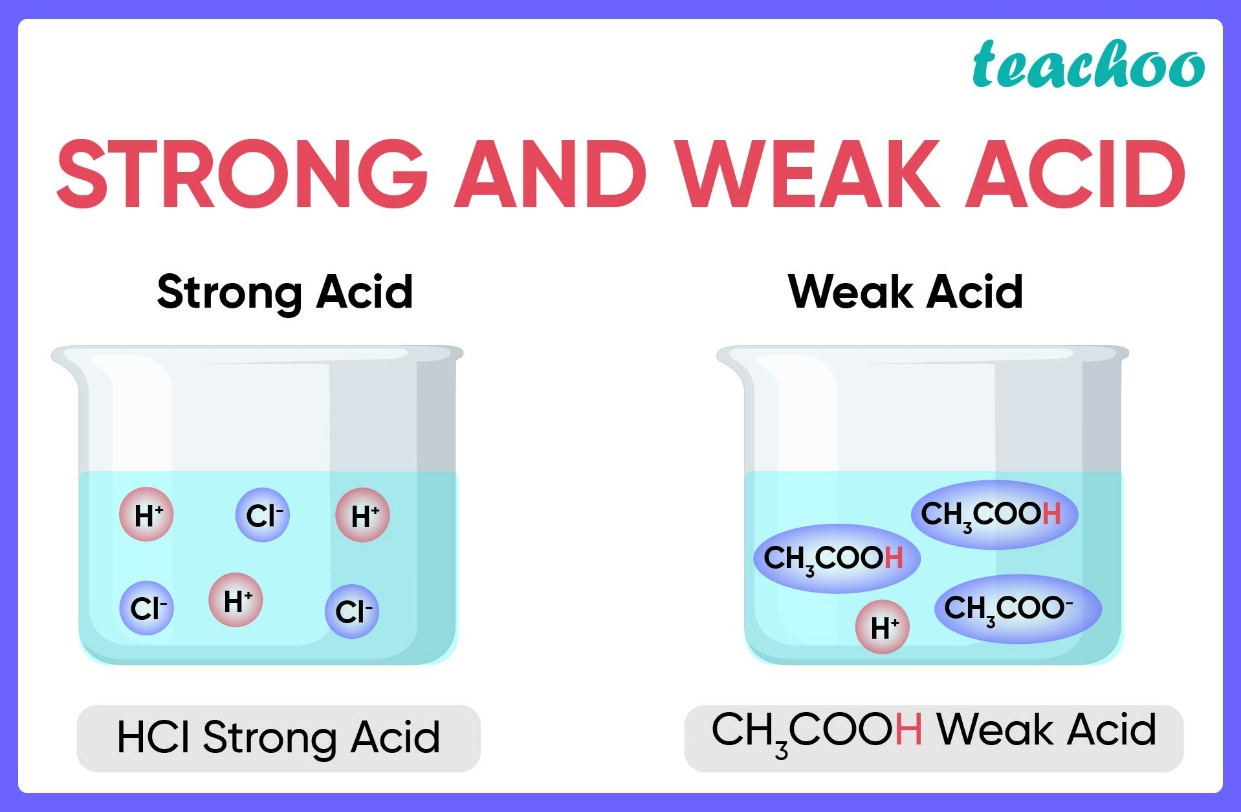 teachoo
STRONG AND WEAK ACID
Strong Acid
H⁺ Cl⁻ H⁺
Cl⁻ H⁺ Cl⁻
HCl Strong Acid
Weak Acid
CH₃COOH
CH₃COOH
H⁺ CH₃COO⁻
CH₃COOH Weak Acid